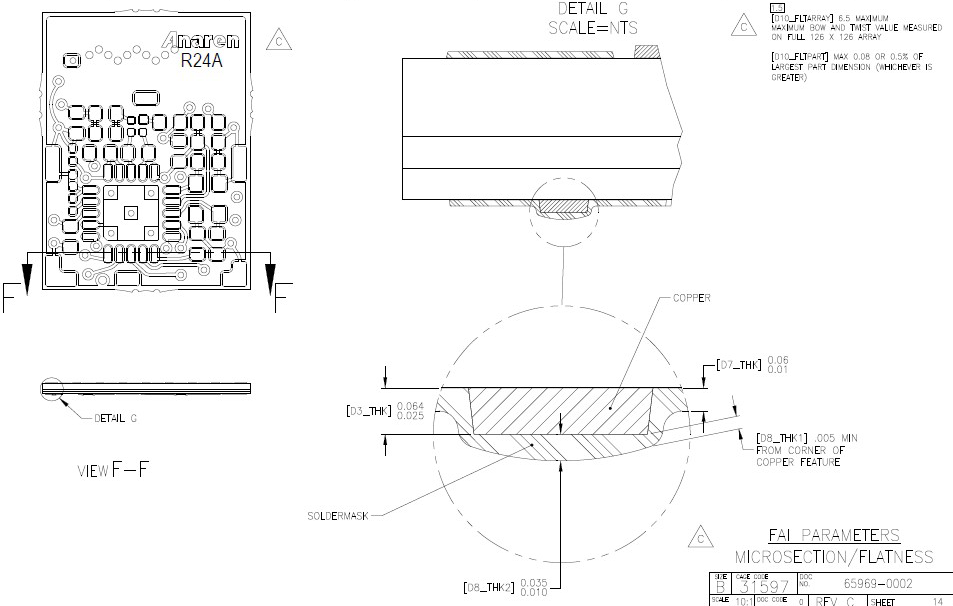 DETAIL G
SCALE=NTS
C
1.5
[D10_FLTARRAY] 6.5 MAXIMUM
MAXIMUM BOW AND TWIST VALUE MEASURED
ON FULL 126 X 126 ARRAY
[D10_FLTPART] MAX 0.08 OR 0.5% OF
LARGEST PART DIMENSION (WHICHEVER IS
GREATER)
Anaren
R24A
C
F
F
COPPER
[D7_THK] 0.06
0.01
[D3_THK] 0.064
0.025
DETAIL G
[D8_THK1] .005 MIN
FROM CORNER OF
COPPER FEATURE
VIEW F-F
SOLDERMASK
[D8_THK2] 0.035
0.010
C
FAI PARAMETERS
MICROSECTION/FLATNESS
SIZE
B
CAGE CODE
31597
DOC
NO.
65969-0002
SCALE 10:1
DOC CODE 0
REV C
SHEET 14